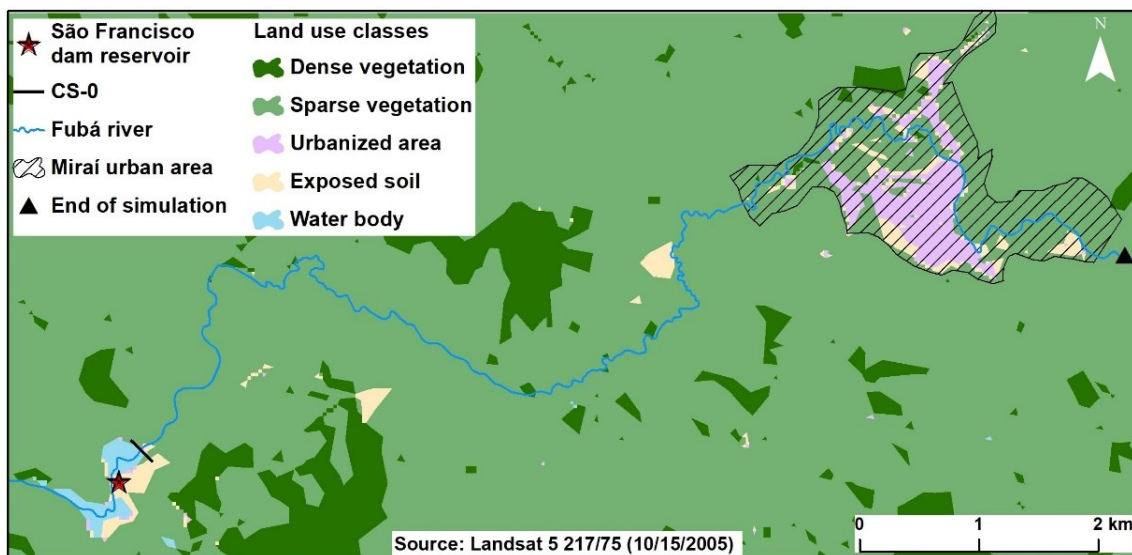 São Francisco
dam reservoir
CS-0
Fubá river
Miraí urban area
End of simulation
Land use classes
Dense vegetation
Sparse vegetation
Urbanized area
Exposed soil
Water body
N
0 1 2 km
Source: Landsat 5 217/75 (10/15/2005)